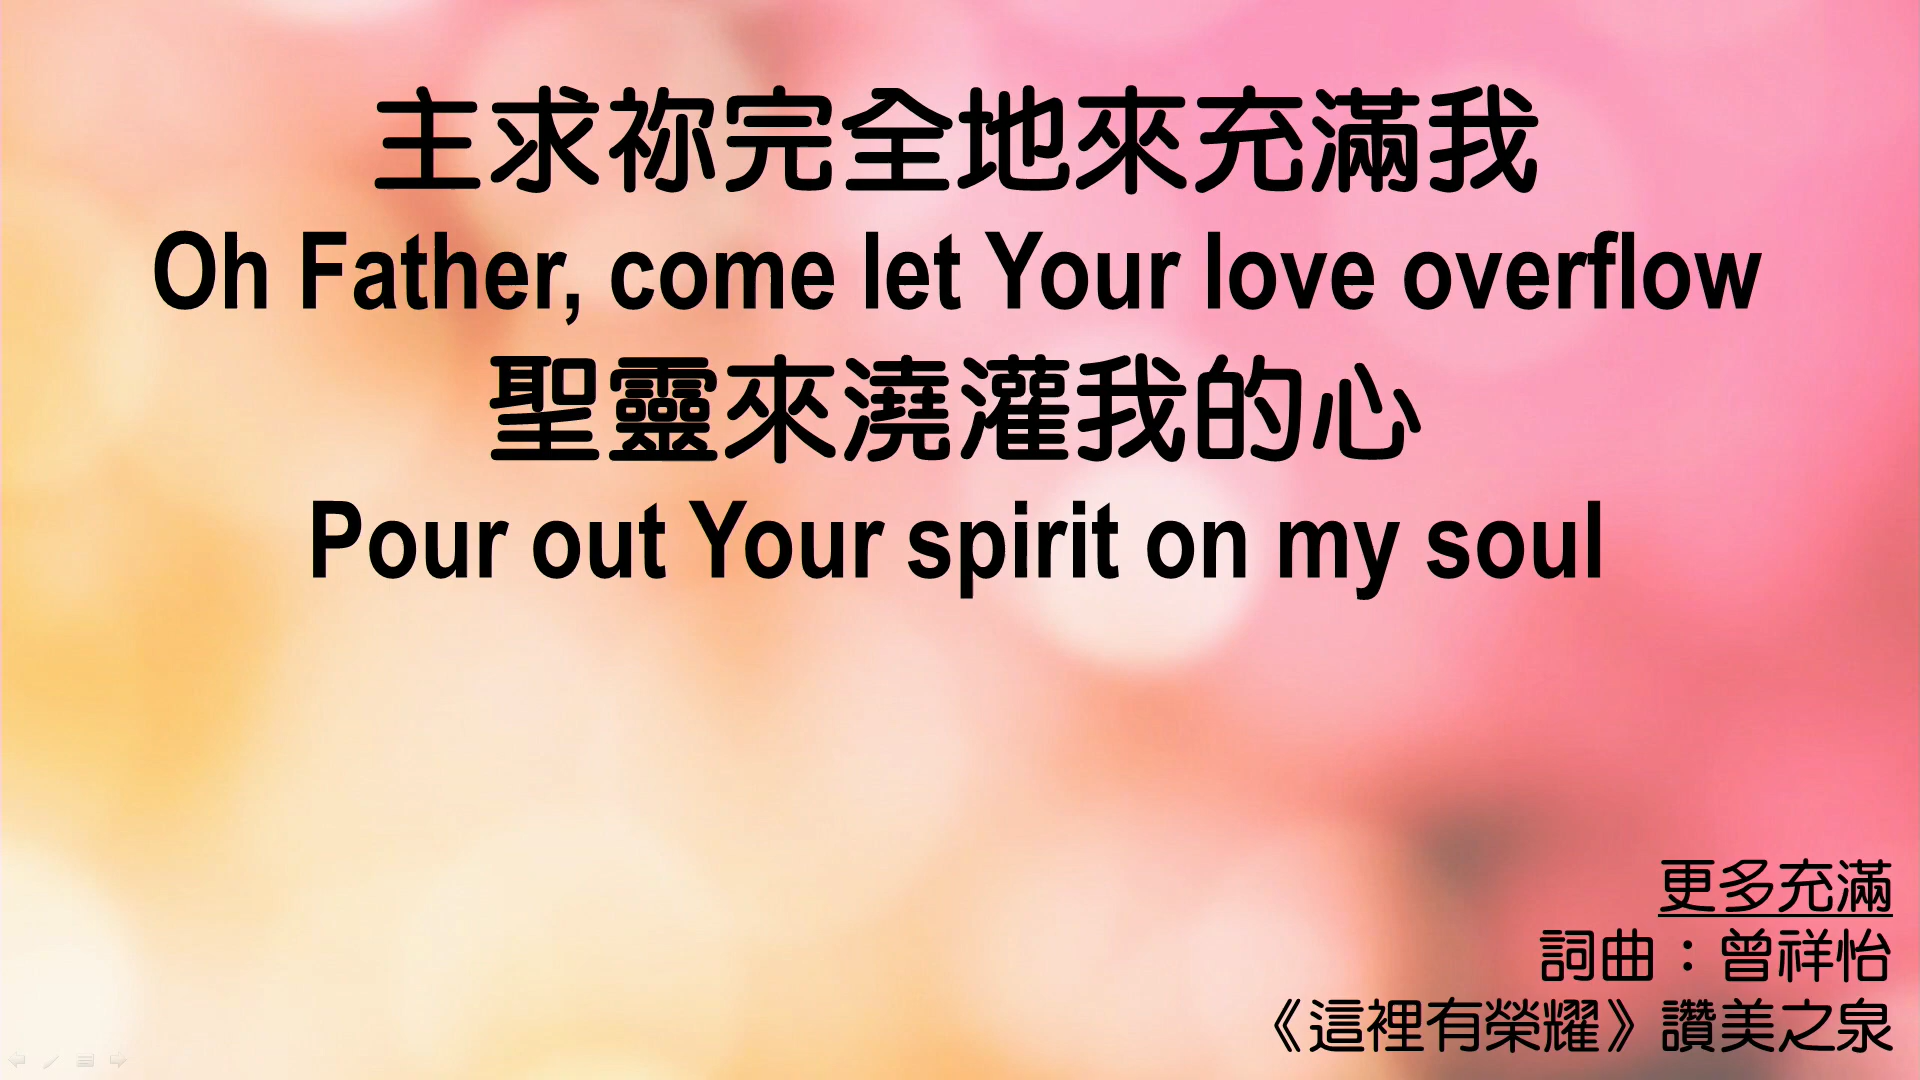 主求祢完全地來充滿我
Oh Father, come let Your love overflow
聖靈來澆灌我的心
Pour out Your spirit on my soul
更多充滿
詞曲：曾祥怡
《這裡有榮耀》讚美之泉